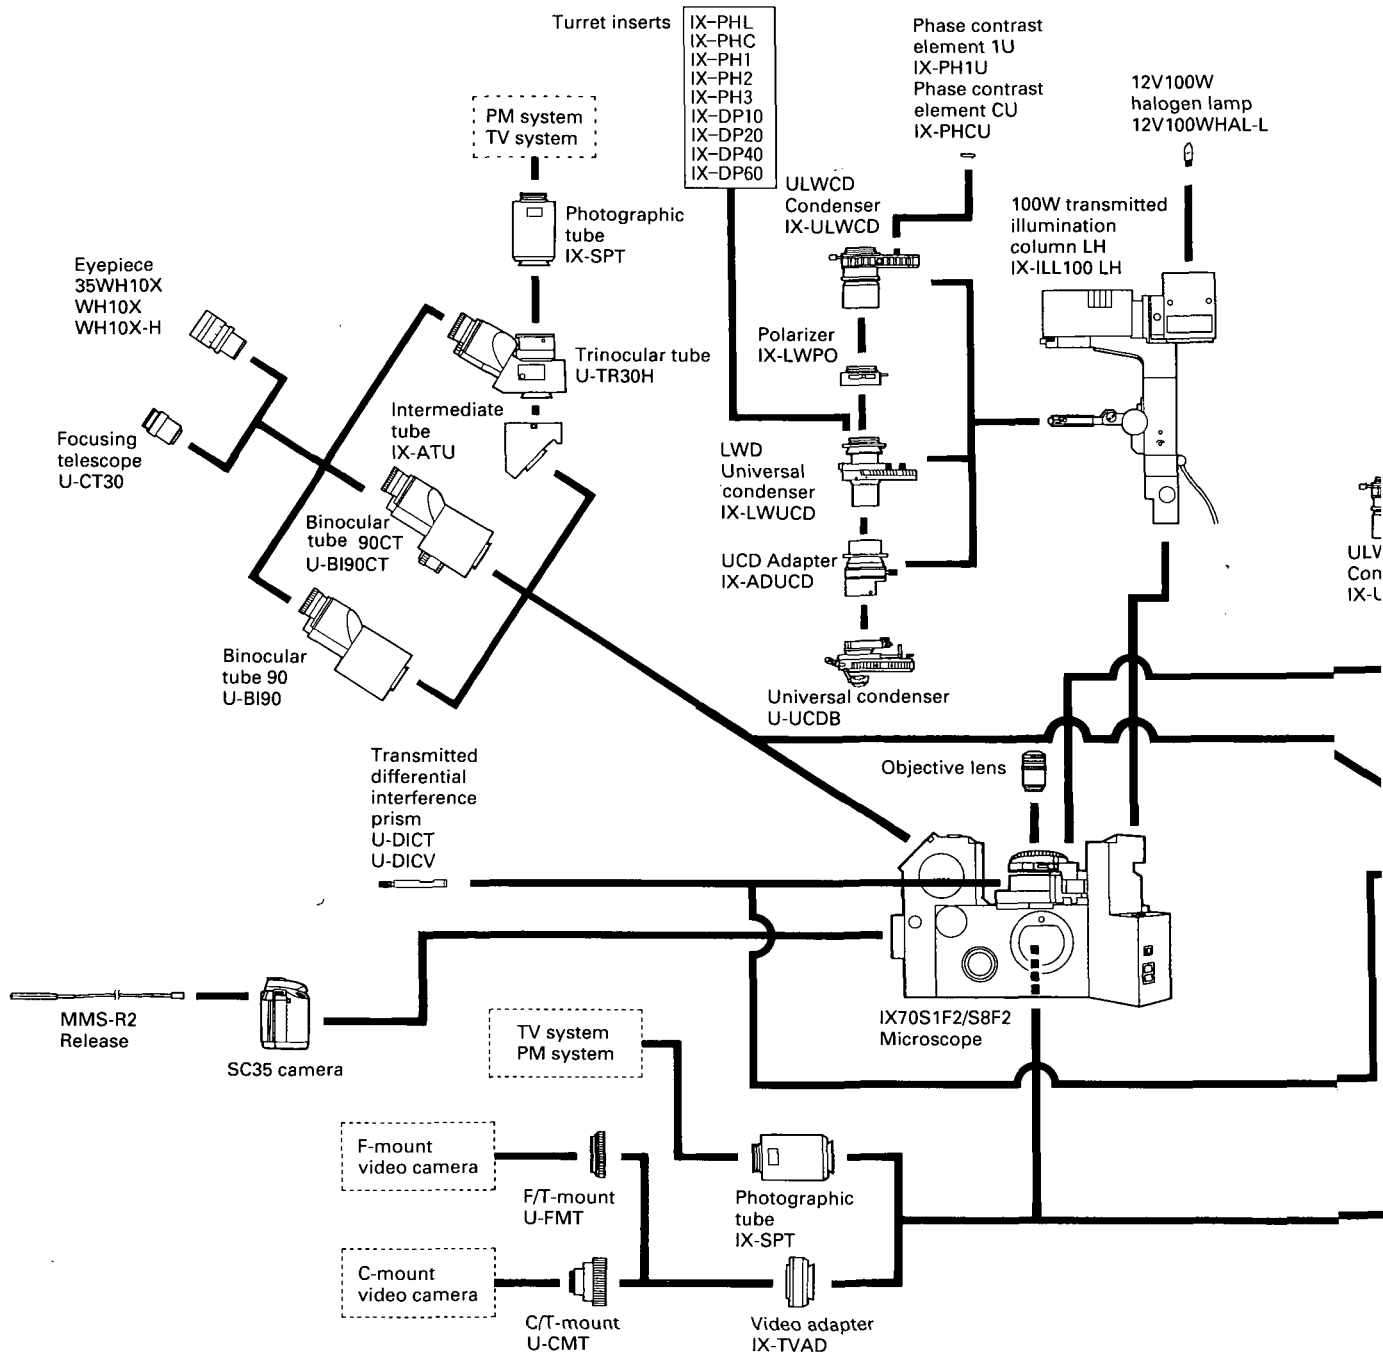 Turret inserts
IX-PHL
IX-PHC
IX-PH1
IX-PH2
IX-PH3
IX-DP10
IX-DP20
IX-DP40
IX-DP60
Phase contrast
element 1U
IX-PH1U
Phase contrast
element CU
IX-PHCU
12V100W
halogen lamp
12V100WHAL-L
PM system
TV system
Photographic
tube
IX-SPT
ULWCD
Condenser
IX-ULWCD
100W transmitted
illumination
column LH
IX-ILL100 LH
Eyepiece
35WH10X
WH10X
WH10X-H
Polarizer
IX-LWPO
Trinocular tube
U-TR30H
Intermediate
tube
IX-ATU
Focusing
telescope
U-CT30
LWD
Universal
condenser
IX-LWUCD
Binocular
tube 90CT
U-BI90CT
UCD Adapter
IX-ADUCD
ULW
Con
IX-U
Binocular
tube 90
U-BI90
Universal condenser
U-UCDB
Transmitted
differential
interference
prism
U-DICT
U-DICV
Objective lens
MMS-R2
Release
SC35 camera
IX70S1F2/S8F2
Microscope
TV system
PM system
F-mount
video camera
F/T-mount
U-FMT
Photographic
tube
IX-SPT
C-mount
video camera
C/T-mount
U-CMT
Video adapter
IX-TVAD